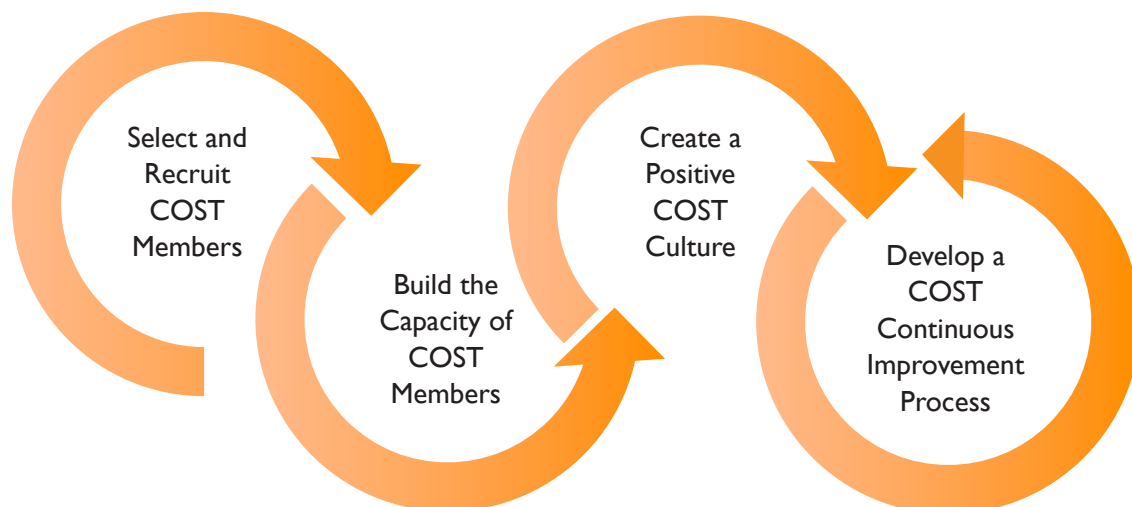 Select and
Recruit
COST
Members
Build the
Capacity of
COST
Members
Create a
Positive
COST
Culture
Develop a
COST
Continuous
Improvement
Process